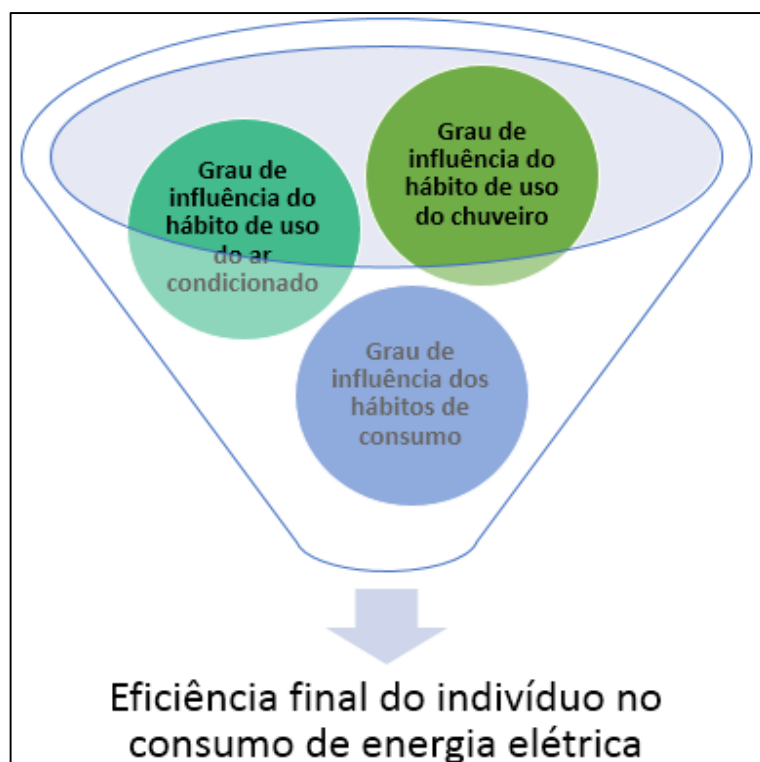 Grau de
influência do
hábito de uso
do ar
condicionado
Grau de
influência do
hábito de uso
do chuveiro
Grau de
influência dos
hábitos de
consumo
Eficiência final do indivíduo no
consumo de energia elétrica